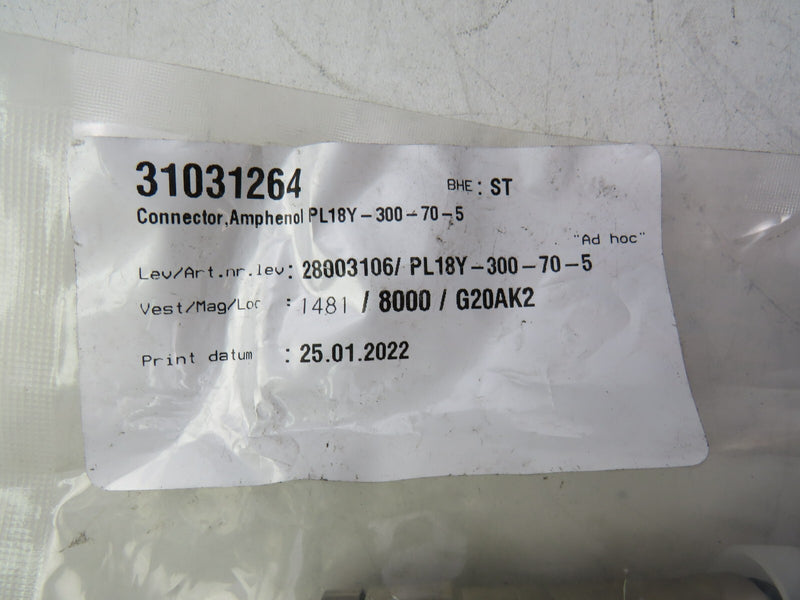 31031264 BHE: ST
Connector,Amphenol PL18Y-300-70-5
"Ad hoc"
Lev/Art.nr.lev: 28003106/ PL18Y-300-70-5
Vest/Mag/Loc : 1481 / 8000 / G20AK2
Print datum : 25.01.2022